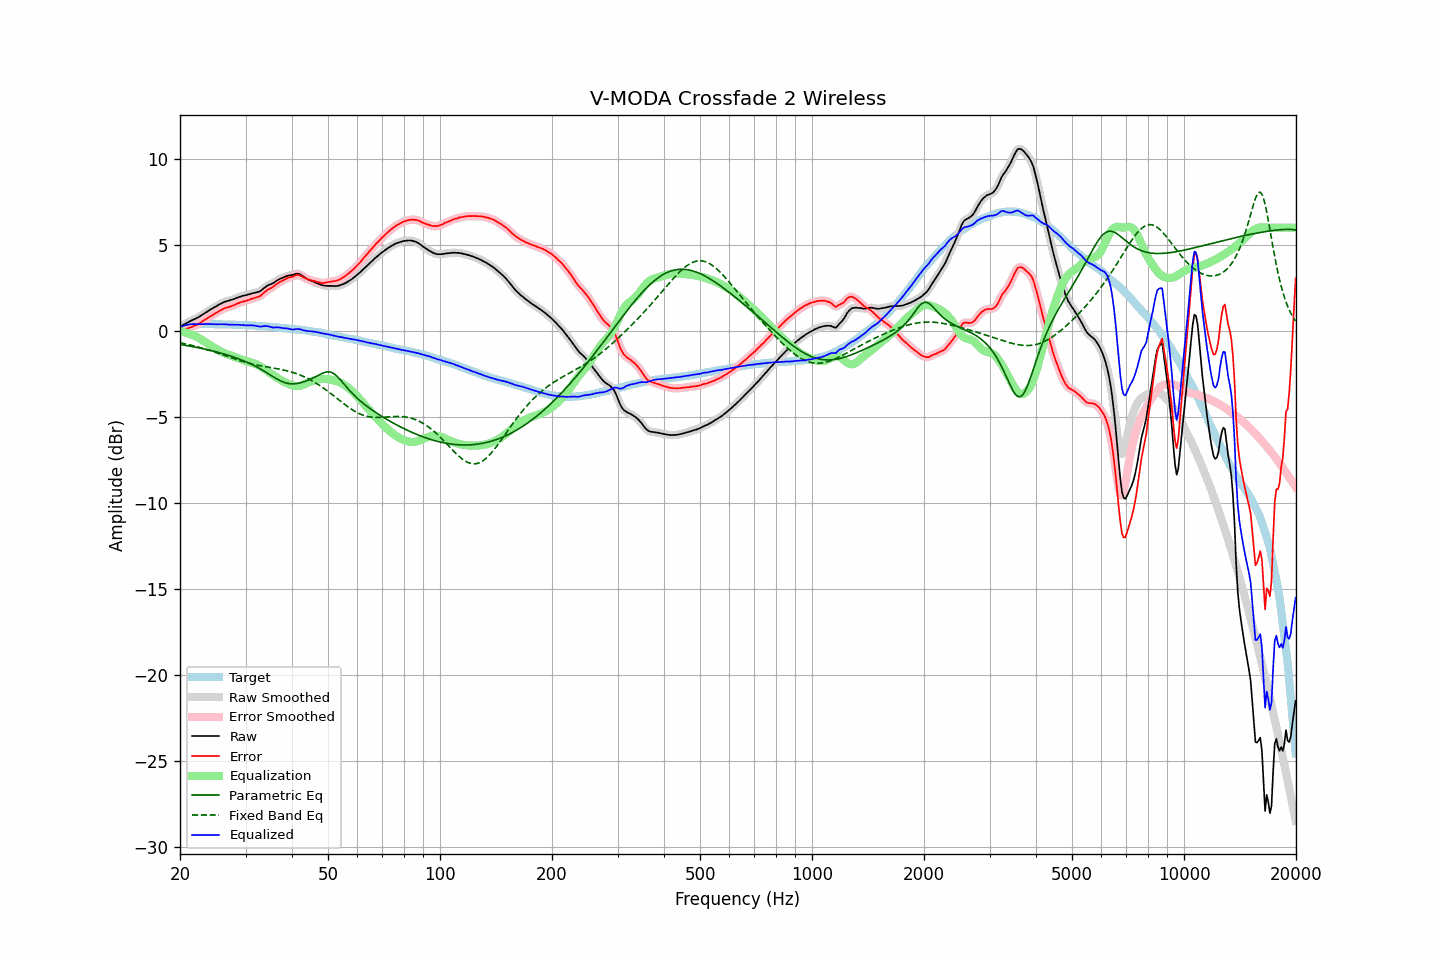 V-MODA Crossfade 2 Wireless
Amplitude (dBr)
10
5
0
−5
−10
−15
−20
−25
−30
Target
Raw Smoothed
Error Smoothed
Raw
Error
Equalization
Parametric Eq
Fixed Band Eq
Equalized
20 50 100 200 500 1000 2000 5000 10000 20000
Frequency (Hz)